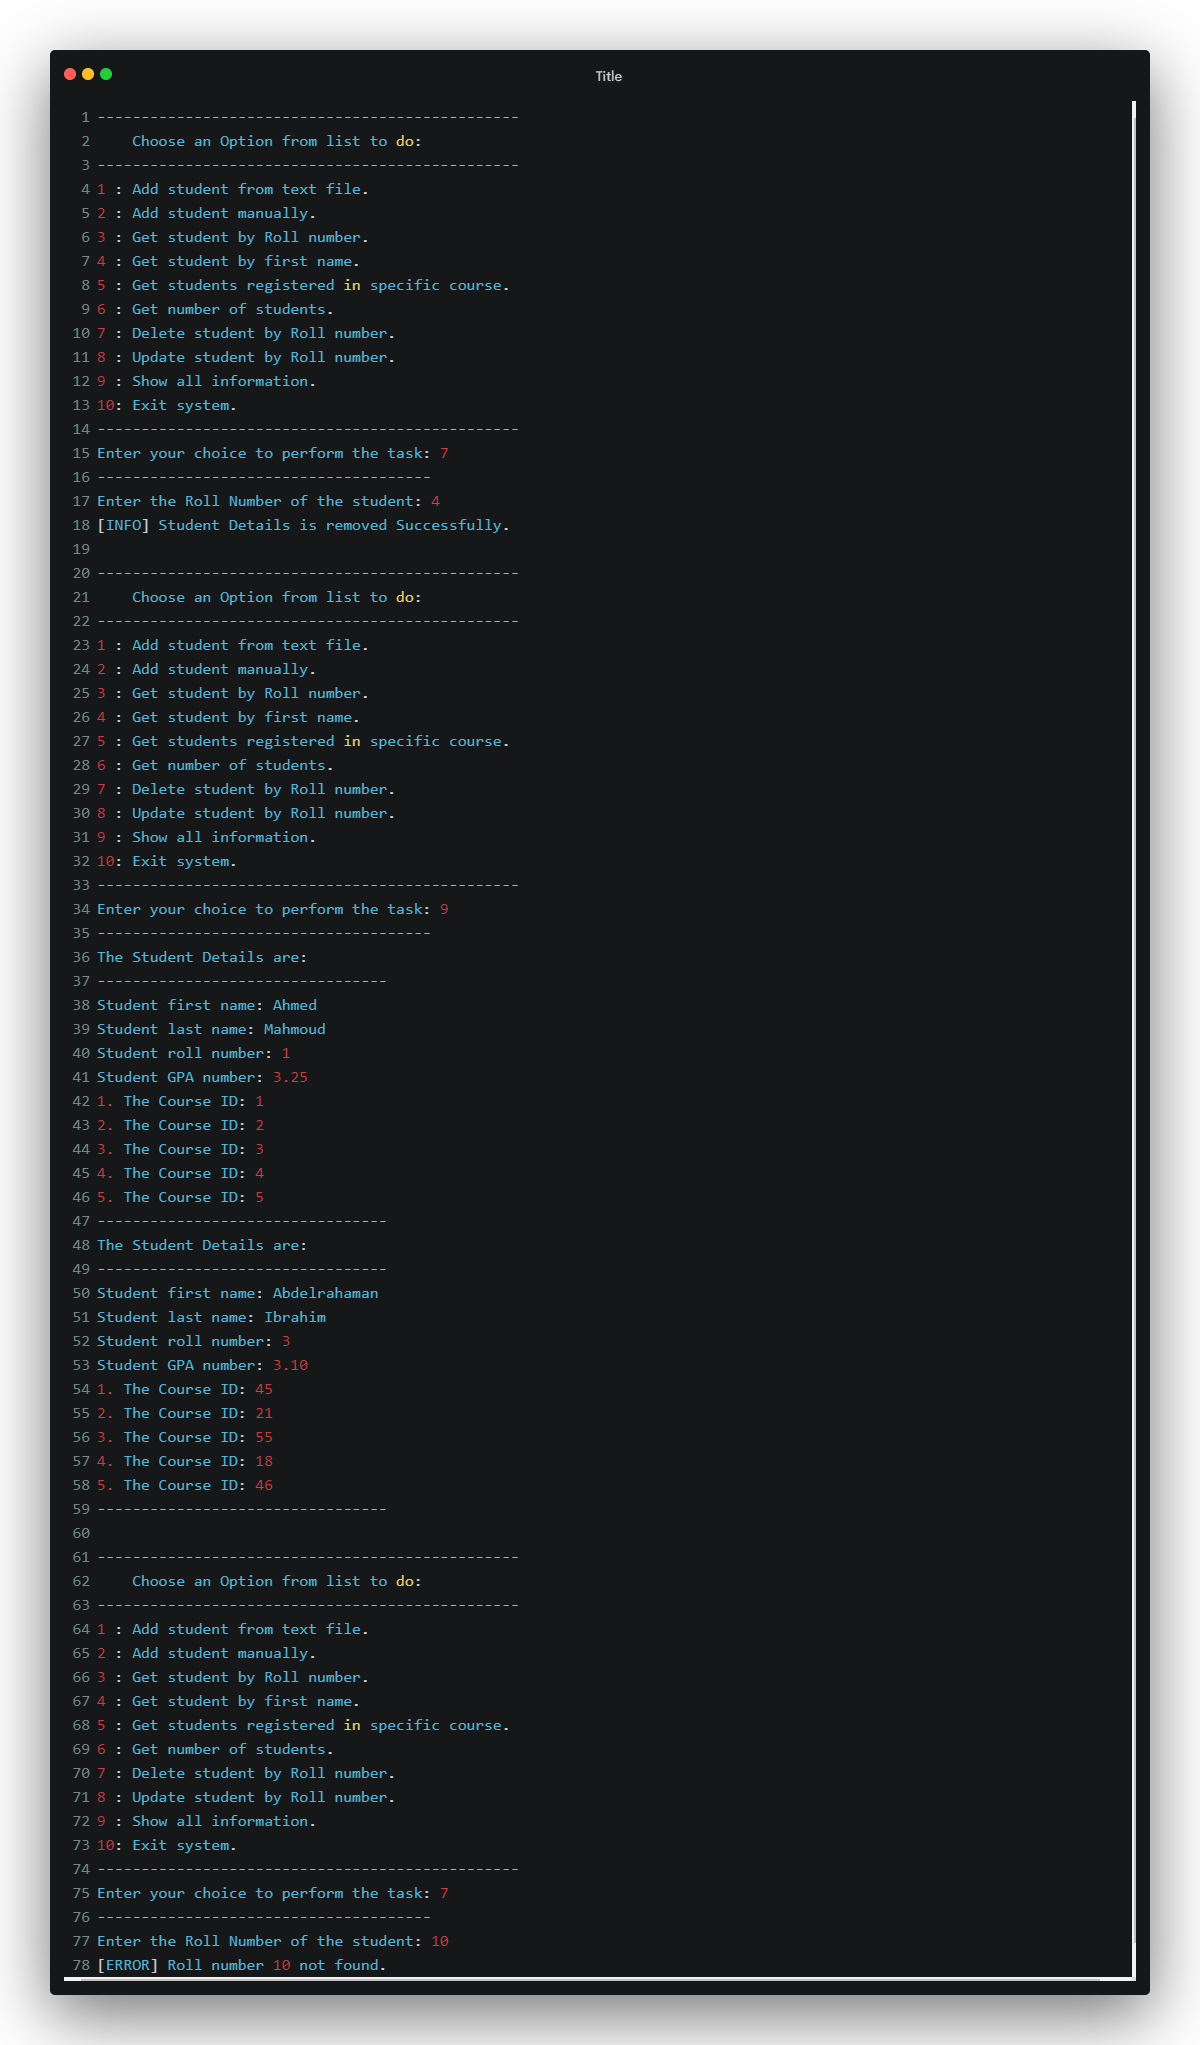 Title
1 ------------------------------------------------
2     Choose an Option from list to do:
3 ------------------------------------------------
4 1 : Add student from text file.
5 2 : Add student manually.
6 3 : Get student by Roll number.
7 4 : Get student by first name.
8 5 : Get students registered in specific course.
9 6 : Get number of students.
10 7 : Delete student by Roll number.
11 8 : Update student by Roll number.
12 9 : Show all information.
13 10: Exit system.
14 ------------------------------------------------
15 Enter your choice to perform the task: 7
16 --------------------------------------
17 Enter the Roll Number of the student: 4
18 [INFO] Student Details is removed Successfully.
19
20 ------------------------------------------------
21     Choose an Option from list to do:
22 ------------------------------------------------
23 1 : Add student from text file.
24 2 : Add student manually.
25 3 : Get student by Roll number.
26 4 : Get student by first name.
27 5 : Get students registered in specific course.
28 6 : Get number of students.
29 7 : Delete student by Roll number.
30 8 : Update student by Roll number.
31 9 : Show all information.
32 10: Exit system.
33 ------------------------------------------------
34 Enter your choice to perform the task: 9
35 --------------------------------------
36 The Student Details are:
37 ---------------------------------
38 Student first name: Ahmed
39 Student last name: Mahmoud
40 Student roll number: 1
41 Student GPA number: 3.25
42 1. The Course ID: 1
43 2. The Course ID: 2
44 3. The Course ID: 3
45 4. The Course ID: 4
46 5. The Course ID: 5
47 ---------------------------------
48 The Student Details are:
49 ---------------------------------
50 Student first name: Abdelrahaman
51 Student last name: Ibrahim
52 Student roll number: 3
53 Student GPA number: 3.10
54 1. The Course ID: 45
55 2. The Course ID: 21
56 3. The Course ID: 55
57 4. The Course ID: 18
58 5. The Course ID: 46
59 ---------------------------------
60
61 ------------------------------------------------
62     Choose an Option from list to do:
63 ------------------------------------------------
64 1 : Add student from text file.
65 2 : Add student manually.
66 3 : Get student by Roll number.
67 4 : Get student by first name.
68 5 : Get students registered in specific course.
69 6 : Get number of students.
70 7 : Delete student by Roll number.
71 8 : Update student by Roll number.
72 9 : Show all information.
73 10: Exit system.
74 ------------------------------------------------
75 Enter your choice to perform the task: 7
76 --------------------------------------
77 Enter the Roll Number of the student: 10
78 [ERROR] Roll number 10 not found.